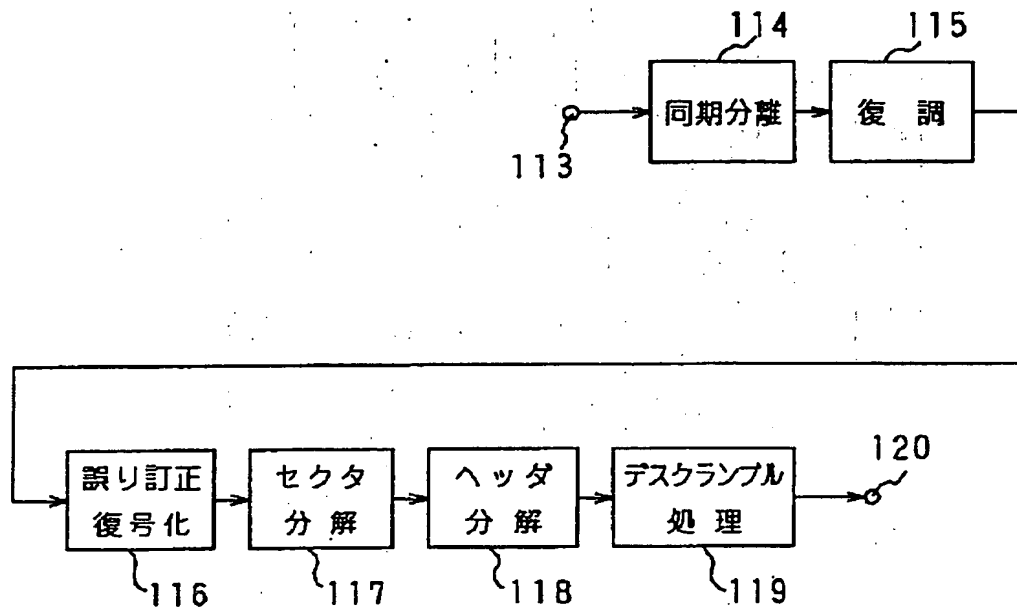 114
115
同期分離
復調
113
120
誤り訂正
復号化
セクタ
分解
ヘッダ
分解
デスクランブル
処理
116
117
118
119